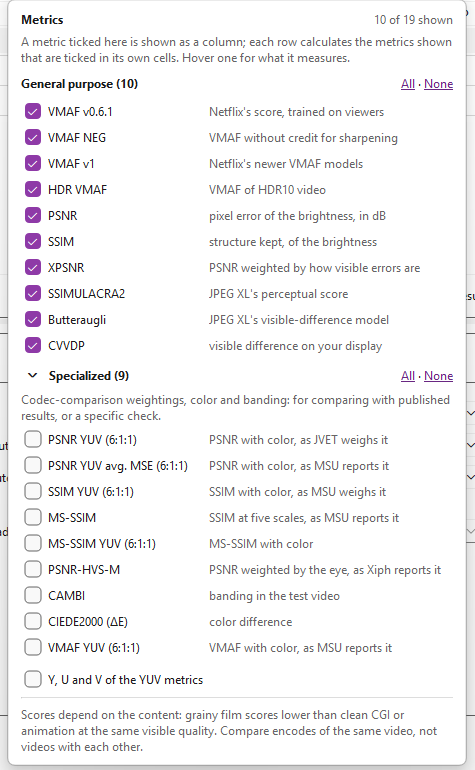 Metrics 10 of 19 shown
A metric ticked here is shown as a column; each row calculates the metrics shown
that are ticked in its own cells. Hover one for what it measures.
General purpose (10) All · None
VMAF v0.6.1 Netflix's score, trained on viewers
VMAF NEG VMAF without credit for sharpening
VMAF v1 Netflix's newer VMAF models
HDR VMAF VMAF of HDR10 video
PSNR pixel error of the brightness, in dB
SSIM structure kept, of the brightness
XPSNR PSNR weighted by how visible errors are
SSIMULACRA2 JPEG XL's perceptual score
Butteraugli JPEG XL's visible-difference model
CVVDP visible difference on your display
Specialized (9) All · None
Codec-comparison weightings, color and banding: for comparing with published
results, or a specific check.
PSNR YUV (6:1:1) PSNR with color, as JVET weighs it
PSNR YUV avg. MSE (6:1:1) PSNR with color, as MSU reports it
SSIM YUV (6:1:1) SSIM with color, as MSU weighs it
MS-SSIM SSIM at five scales, as MSU reports it
MS-SSIM YUV (6:1:1) MS-SSIM with color
PSNR-HVS-M PSNR weighted by the eye, as Xiph reports it
CAMBI banding in the test video
CIEDE2000 (ΔE) color difference
VMAF YUV (6:1:1) VMAF with color, as MSU reports it
Y, U and V of the YUV metrics
Scores depend on the content: grainy film scores lower than clean CGI or
animation at the same visible quality. Compare encodes of the same video, not
videos with each other.